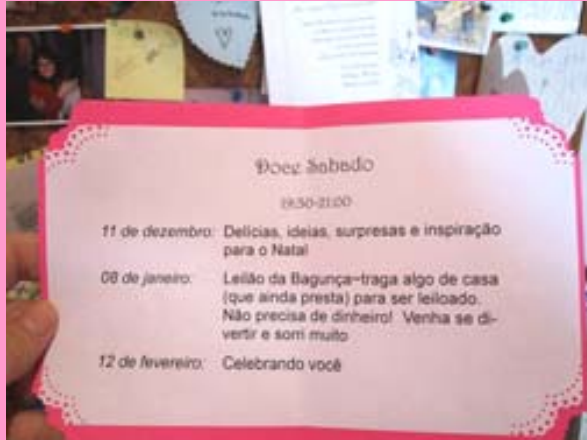 Doce Sabado
19:30-21:00
11 de dezembro: Delícias, ideias, surpresas e inspiração
para o Natal
08 de janeiro: Leilão da Bagunça-traga algo de casa
(que ainda presta) para ser leiloado.
Não precisa de dinheiro! Venha se di-
vertir e sorri muito
12 de fevereiro: Celebrando você